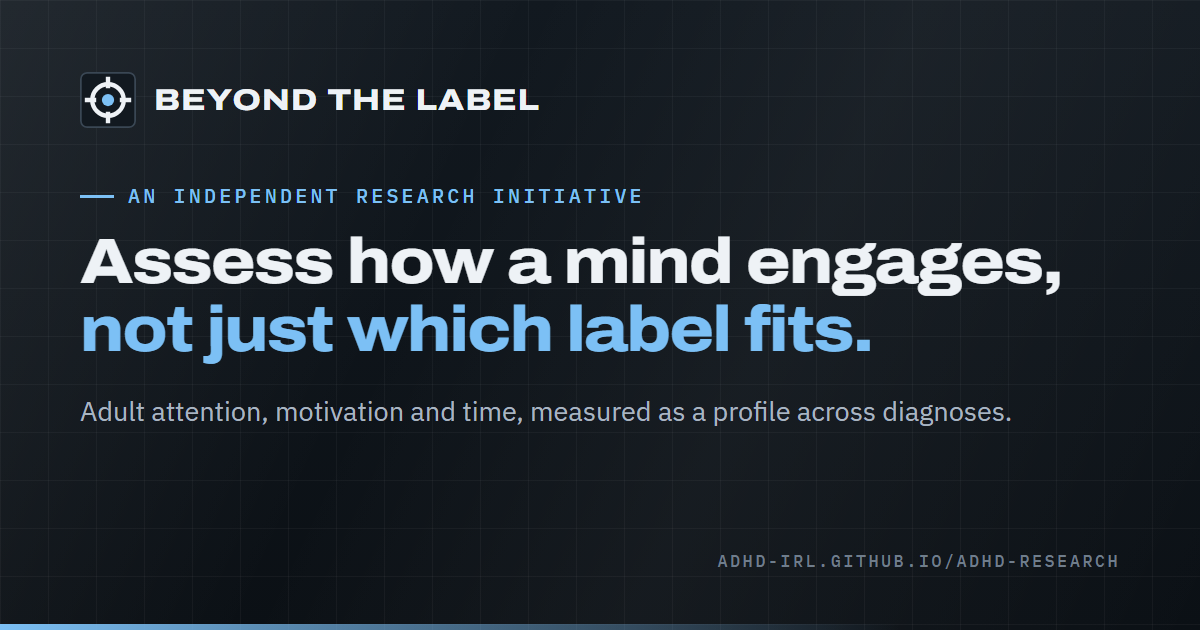 BEYOND THE LABEL
AN INDEPENDENT RESEARCH INITIATIVE
Assess how a mind engages,
not just which label fits.
Adult attention, motivation and time, measured as a profile across diagnoses.
ADHD-IRL.GITHUB.IO/ADHD-RESEARCH